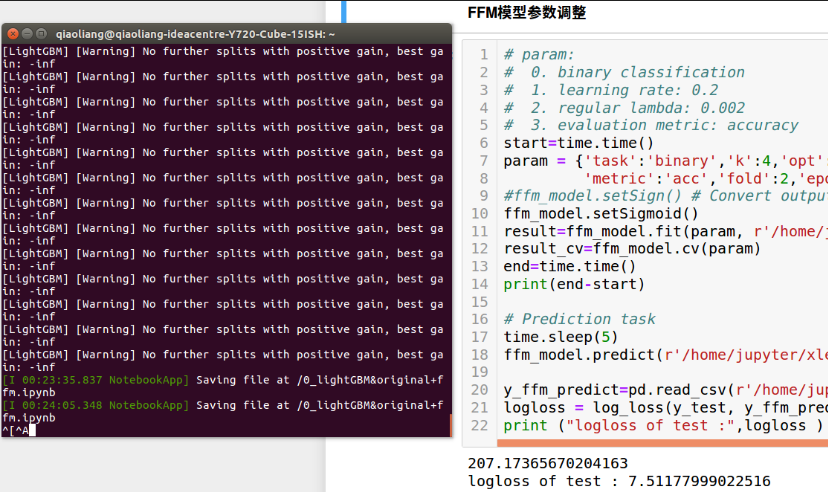 FFM模型参数调整
qiaoliang@qiaoliang-ideacentre-Y720-Cube-15ISH: ~
[LightGBM] [Warning] No further splits with positive gain, best ga
in: -inf
[LightGBM] [Warning] No further splits with positive gain, best ga
in: -inf
[LightGBM] [Warning] No further splits with positive gain, best ga
in: -inf
[LightGBM] [Warning] No further splits with positive gain, best ga
in: -inf
[LightGBM] [Warning] No further splits with positive gain, best ga
in: -inf
[LightGBM] [Warning] No further splits with positive gain, best ga
in: -inf
[LightGBM] [Warning] No further splits with positive gain, best ga
in: -inf
[LightGBM] [Warning] No further splits with positive gain, best ga
in: -inf
[LightGBM] [Warning] No further splits with positive gain, best ga
in: -inf
[LightGBM] [Warning] No further splits with positive gain, best ga
in: -inf
[LightGBM] [Warning] No further splits with positive gain, best ga
in: -inf
[LightGBM] [Warning] No further splits with positive gain, best ga
in: -inf
[LightGBM] [Warning] No further splits with positive gain, best ga
in: -inf
[I 00:23:35.837 NotebookApp] Saving file at /0_lightGBM&original+f
fm.ipynb
[I 00:24:05.348 NotebookApp] Saving file at /0_lightGBM&original+f
fm.ipynb
^[^A
1 # param:
2 #  0. binary classification
3 #  1. learning rate: 0.2
4 #  2. regular lambda: 0.002
5 #  3. evaluation metric: accuracy
6 start=time.time()
7 param = {'task':'binary','k':4,'opt'
8 'metric':'acc','fold':2,'epo
9 #ffm_model.setSign() # Convert output
10 ffm_model.setSigmoid()
11 result=ffm_model.fit(param, r'/home/j
12 result_cv=ffm_model.cv(param)
13 end=time.time()
14 print(end-start)
15
16 # Prediction task
17 time.sleep(5)
18 ffm_model.predict(r'/home/jupyter/xle
19
20 y_ffm_predict=pd.read_csv(r'/home/jup
21 logloss = log_loss(y_test, y_ffm_pred
22 print ("logloss of test :",logloss )
207.17365670204163
logloss of test : 7.51177999022516